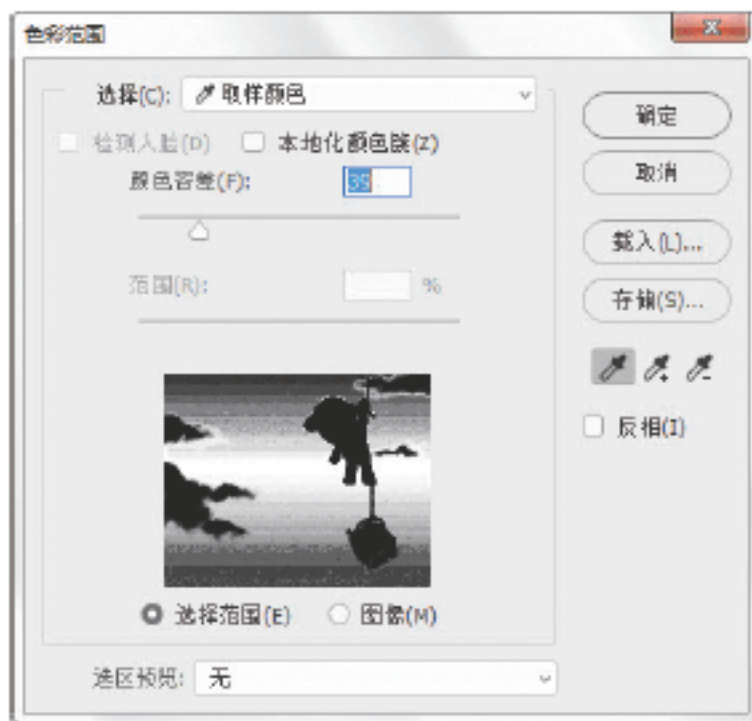 色彩范围
选择(C): 取样颜色
检测人脸(D) 本地化颜色簇(Z)
颜色容差(F): 39
范围(R): %
选择范围(E) 图像(M)
选区预览: 无
确定
取消
载入(L)...
存储(S)...
反相(I)